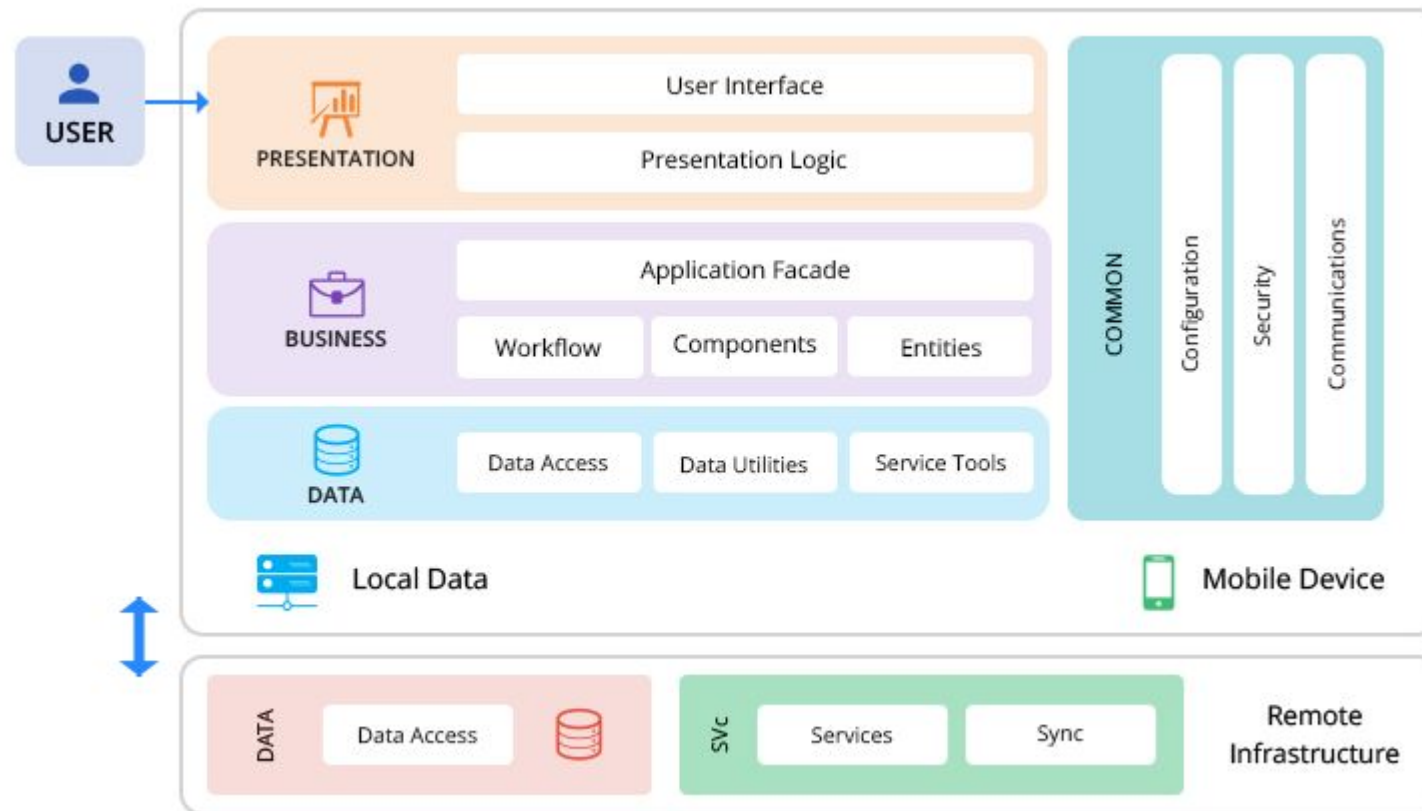 USER
PRESENTATION
User Interface
Presentation Logic
BUSINESS
Application Facade
Workflow
Components
Entities
DATA
Data Access
Data Utilities
Service Tools
COMMON
Configuration
Security
Communications
Local Data
Mobile Device
DATA
Data Access
SVc
Services
Sync
Remote
Infrastructure